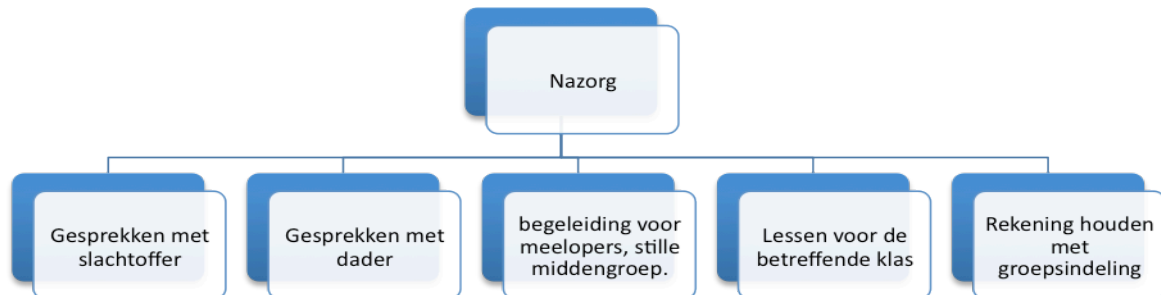 Nazorg
Gesprekken met
slachtoffer
Gesprekken met
dader
begeleiding voor
meelopers, stille
middengroep.
Lessen voor de
betreffende klas
Rekening houden
met
groepsindeling